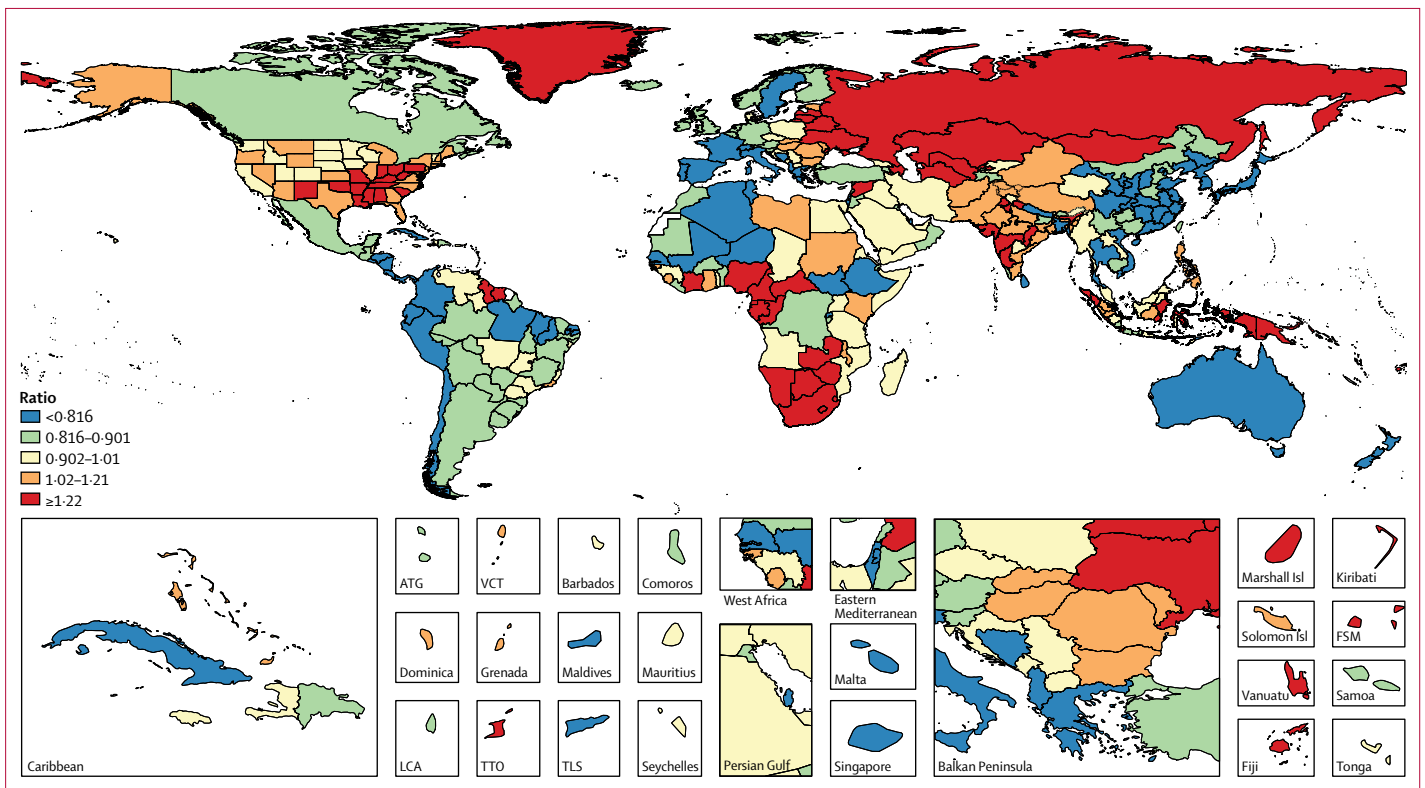 Ratio
<0·816
0·816–0·901
0·902–1·01
1·02–1·21
≥1·22
Caribbean
ATG
VCT
Barbados
Comoros
West Africa
Eastern
Mediterranean
Marshall Isl
Kiribati
Dominica
Grenada
Maldives
Mauritius
Malta
Solomon Isl
FSM
Vanuatu
Samoa
LCA
TTO
TLS
Seychelles
Persian Gulf
Singapore
Balkan Peninsula
Fiji
Tonga